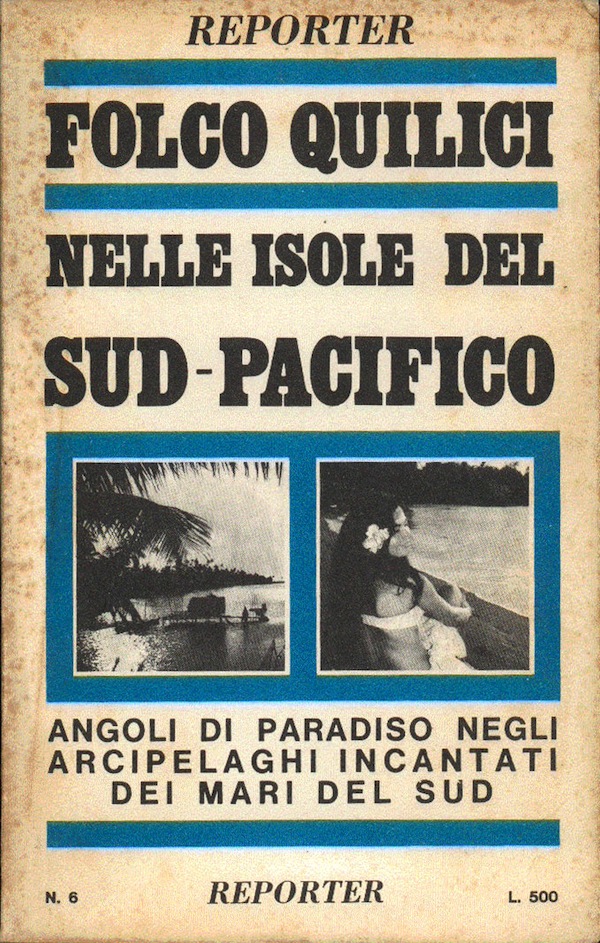 REPORTER
FOLCO QUILICI
NELLE ISOLE DEL
SUD-PACIFICO
ANGOLI DI PARADISO NEGLI
ARCIPELAGHI INCANTATI
DEI MARI DEL SUD
N. 6 REPORTER L. 500